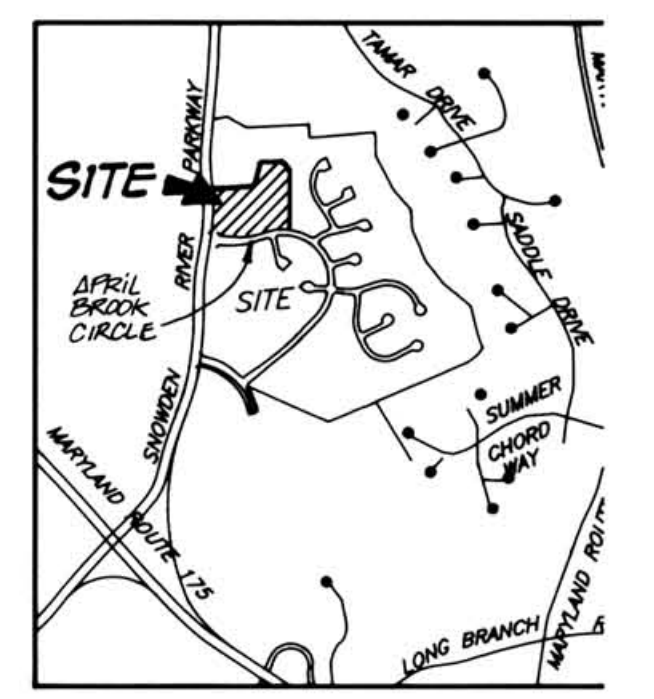 TAMAR DRIVE
PARKWAY
SITE
RIVER
SADDLE DRIVE
APRIL
BROOK
CIRCLE
SITE
SNOWDEN
SUMMER
CHORD
WAY
MARYLAND ROUTE 175
MARYLAND
LONG BRANCH